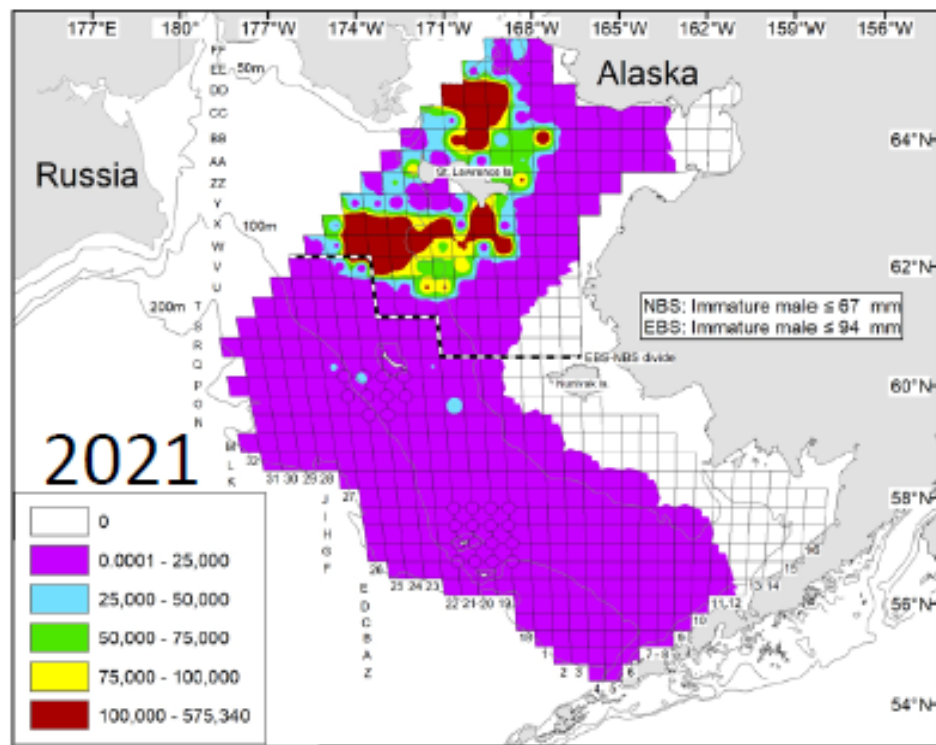 177°E 180° 177°W 174°W 171°W 168°W 165°W 162°W 159°W 156°W
FF
EE
50m
DD
Alaska
CC
BB
64°N
AA
Russia
St. Lawrence Is.
ZZ
Y
X
100m
W
V
62°N
U
200m
T
NBS: Immature male ≤ 67 mm
EBS: Immature male ≤ 94 mm
S
R
EBS-NBS divide
Q
Nunivak Is.
60°N
P
O
N
2021
M
32
L
31 30 29 28
K
27
58°N
J
I
H
G
F
16
15
26
14
13
25 24 23
E
22 21 20 19
11 12
56°N
D
C
10
B
18
9
A
1
7 8
Z
2 3
6
4 5
54°N
0
0.0001 - 25,000
25,000 - 50,000
50,000 - 75,000
75,000 - 100,000
100,000 - 575,340